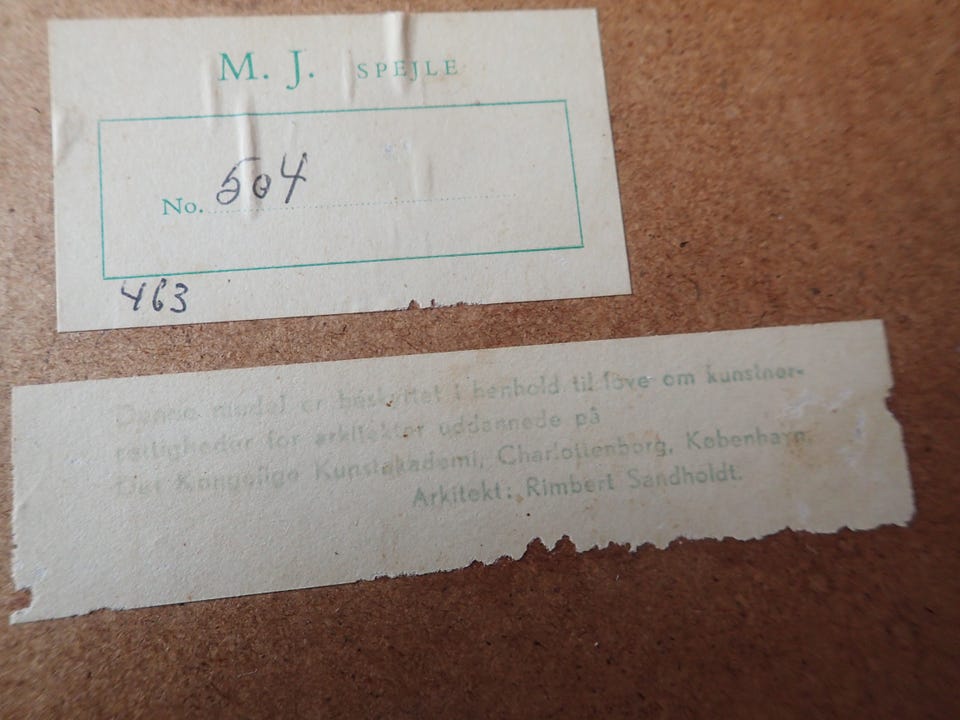 M. J. SPEJLE
No. 504
463
Denne model er beskyttet i henhold til love om kunstner-
rettigheder for arkitekter uddannede på
Det Kongelige Kunstakademi, Charlottenborg, København.
Arkitekt: Rimbert Sandholdt.